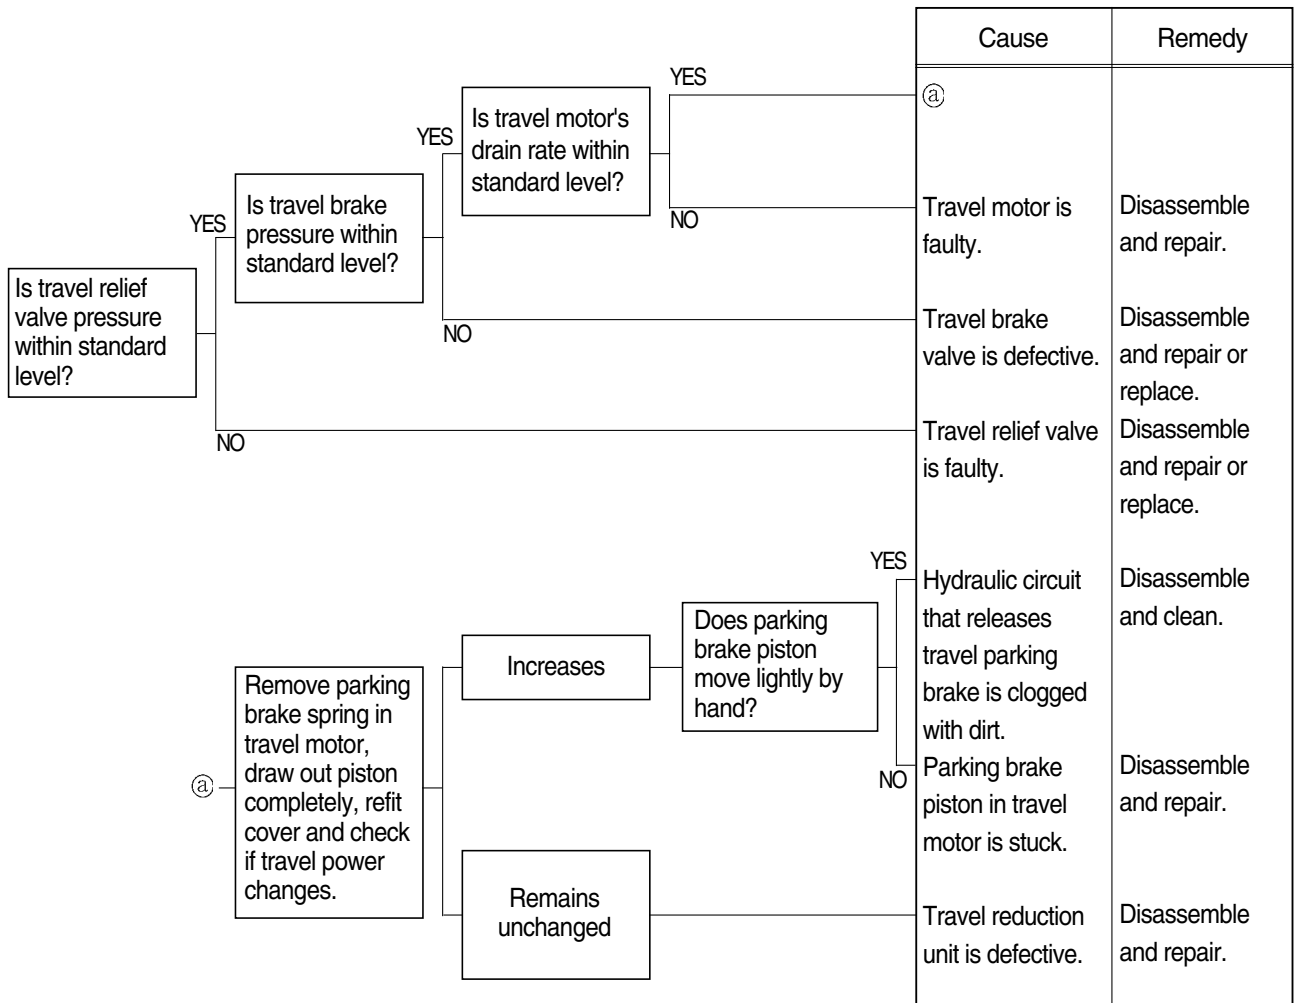 Cause
Remedy
Is travel relief
valve pressure
within standard
level?
YES
NO
Is travel brake
pressure within
standard level?
YES
NO
Is travel motor's
drain rate within
standard level?
YES
NO
ⓐ
Travel motor is
faulty.
Disassemble
and repair.
Travel brake
valve is defective.
Disassemble
and repair or
replace.
Travel relief valve
is faulty.
Disassemble
and repair or
replace.
ⓐ
Remove parking
brake spring in
travel motor,
draw out piston
completely, refit
cover and check
if travel power
changes.
Increases
Does parking
brake piston
move lightly by
hand?
YES
NO
Hydraulic circuit
that releases
travel parking
brake is clogged
with dirt.
Disassemble
and clean.
Parking brake
piston in travel
motor is stuck.
Disassemble
and repair.
Remains
unchanged
Travel reduction
unit is defective.
Disassemble
and repair.